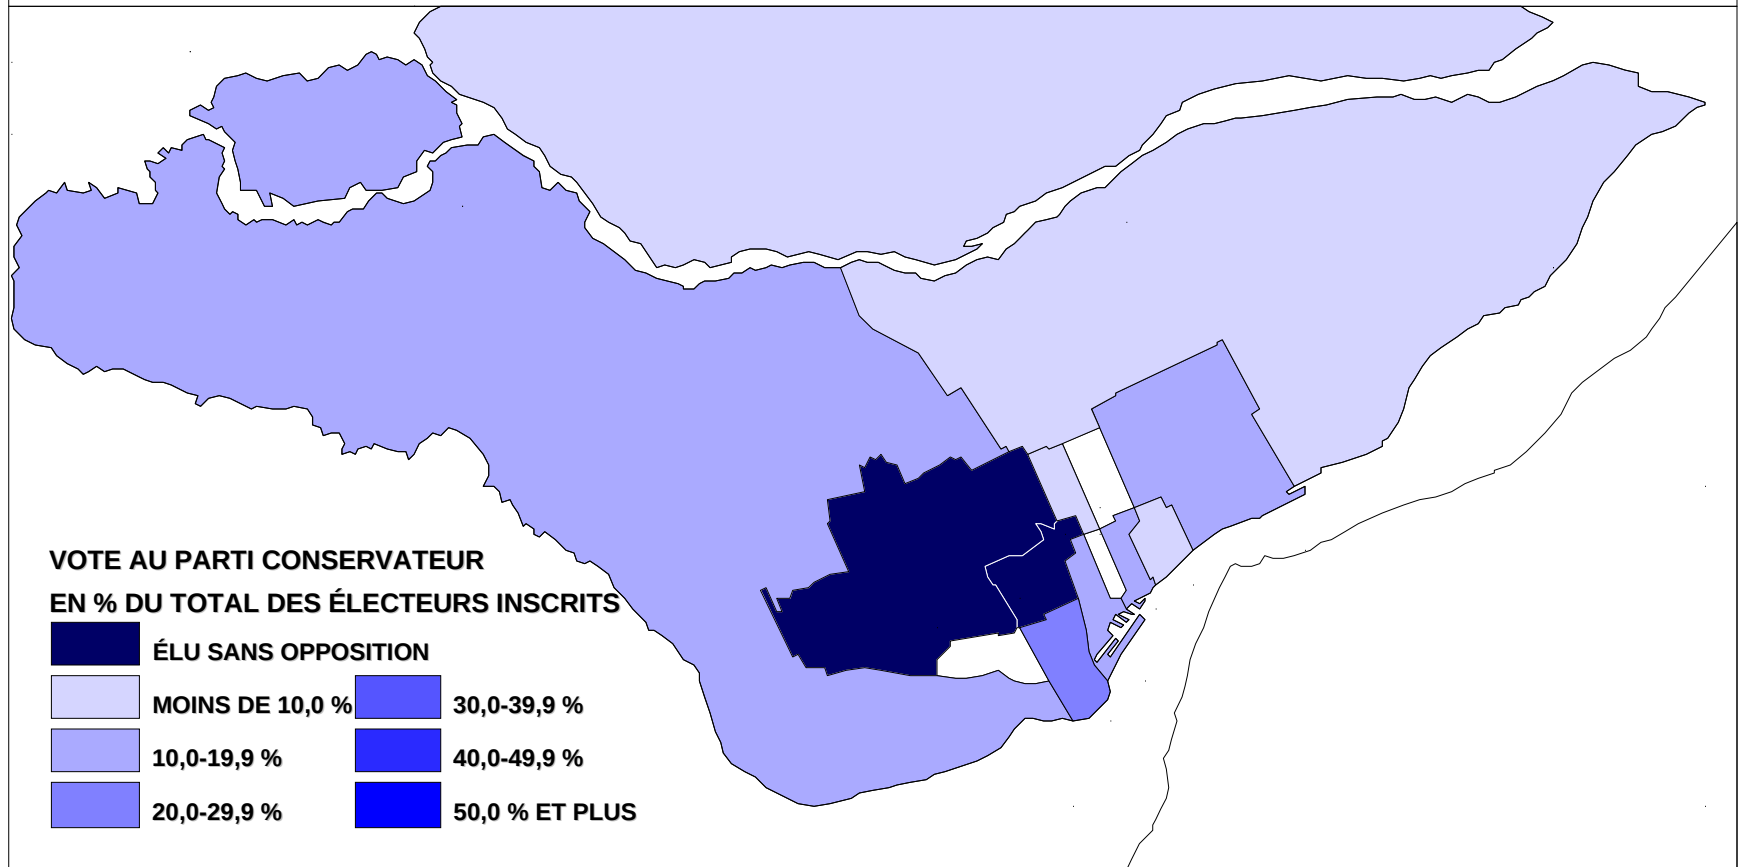 VOTE AU PARTI CONSERVATEUR
EN % DU TOTAL DES ÉLECTEURS INSCRITS
ÉLU SANS OPPOSITION
MOINS DE 10,0 %
30,0-39,9 %
10,0-19,9 %
40,0-49,9 %
20,0-29,9 %
50,0 % ET PLUS